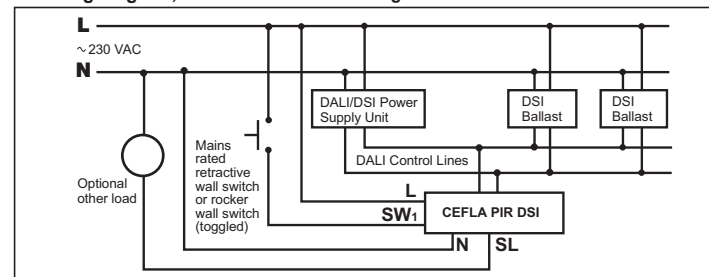 L
~ 230 VAC
N
DALI/DSI Power
Supply Unit
DSI
Ballast
DSI
Ballast
Mains
rated
retractive
wall switch
or rocker
wall switch
(toggled)
DALI Control Lines
Optional
other load
L
SW1
CEFLA PIR DSI
N
SL